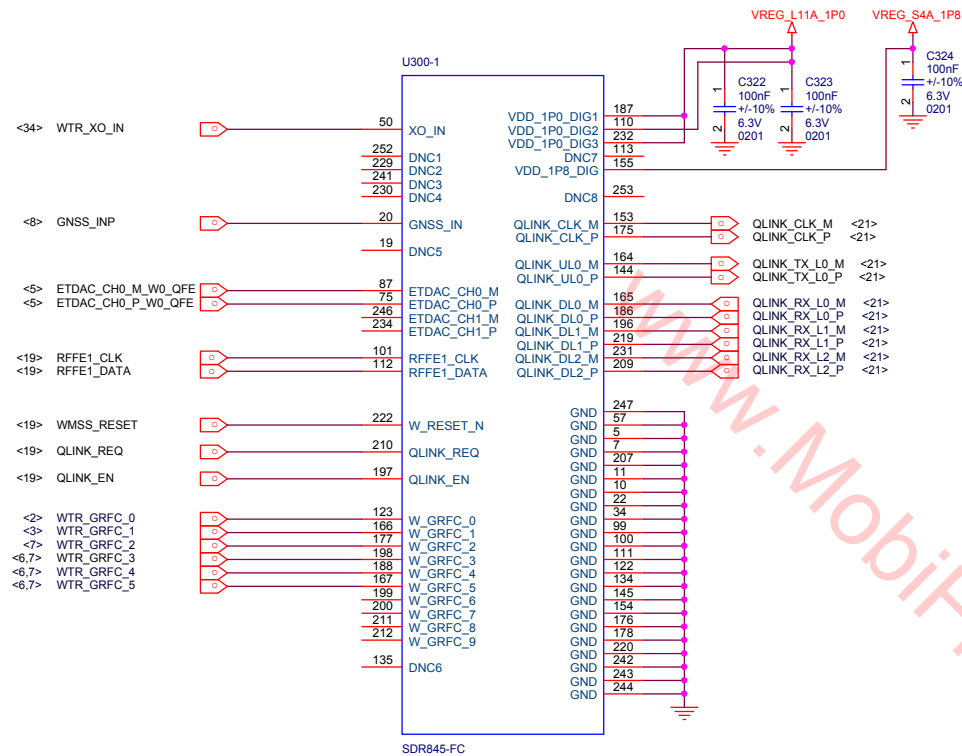 VREG_L11A_1P0 VREG_S4A_1P8
U300-1
C322 100nF +/-10% 6.3V 0201 1 2
C323 100nF +/-10% 6.3V 0201 1 2
C324 100nF +/-10% 6.3V 0201 1 2
<34> WTR_XO_IN 50 XO_IN
252 DNC1
229 DNC2
241 DNC3
230 DNC4
<8> GNSS_INP 20 GNSS_IN
19 DNC5
<5> ETDAC_CH0_M_W0_QFE 87 ETDAC_CH0_M
<5> ETDAC_CH0_P_W0_QFE 75 ETDAC_CH0_P
246 ETDAC_CH1_M
234 ETDAC_CH1_P
<19> RFFE1_CLK 101 RFFE1_CLK
<19> RFFE1_DATA 112 RFFE1_DATA
<19> WMSS_RESET 222 W_RESET_N
<19> QLINK_REQ 210 QLINK_REQ
<19> QLINK_EN 197 QLINK_EN
<2> WTR_GRFC_0 123 W_GRFC_0
<3> WTR_GRFC_1 166 W_GRFC_1
<7> WTR_GRFC_2 177 W_GRFC_2
<6,7> WTR_GRFC_3 198 W_GRFC_3
<6,7> WTR_GRFC_4 188 W_GRFC_4
<6,7> WTR_GRFC_5 167 W_GRFC_5
199 W_GRFC_6
200 W_GRFC_7
211 W_GRFC_8
212 W_GRFC_9
135 DNC6
VDD_1P0_DIG1 187
VDD_1P0_DIG2 110
VDD_1P0_DIG3 232
DNC7 113
VDD_1P8_DIG 155
DNC8 253
QLINK_CLK_M 153 QLINK_CLK_M <21>
QLINK_CLK_P 175 QLINK_CLK_P <21>
QLINK_UL0_M 164 QLINK_TX_L0_M <21>
QLINK_UL0_P 144 QLINK_TX_L0_P <21>
QLINK_DL0_M 165 QLINK_RX_L0_M <21>
QLINK_DL0_P 186 QLINK_RX_L0_P <21>
QLINK_DL1_M 196 QLINK_RX_L1_M <21>
QLINK_DL1_P 219 QLINK_RX_L1_P <21>
QLINK_DL2_M 231 QLINK_RX_L2_M <21>
QLINK_DL2_P 209 QLINK_RX_L2_P <21>
GND 247
GND 57
GND 5
GND 7
GND 207
GND 11
GND 10
GND 22
GND 34
GND 99
GND 100
GND 111
GND 122
GND 134
GND 145
GND 154
GND 176
GND 178
GND 220
GND 242
GND 243
GND 244
SDR845-FC